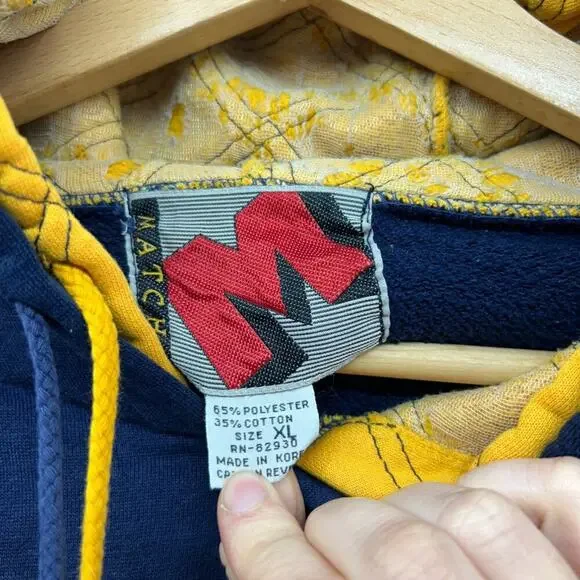 MATCH
M
65% POLYESTER
35% COTTON
SIZE XL
RN-82930
MADE IN KOREA